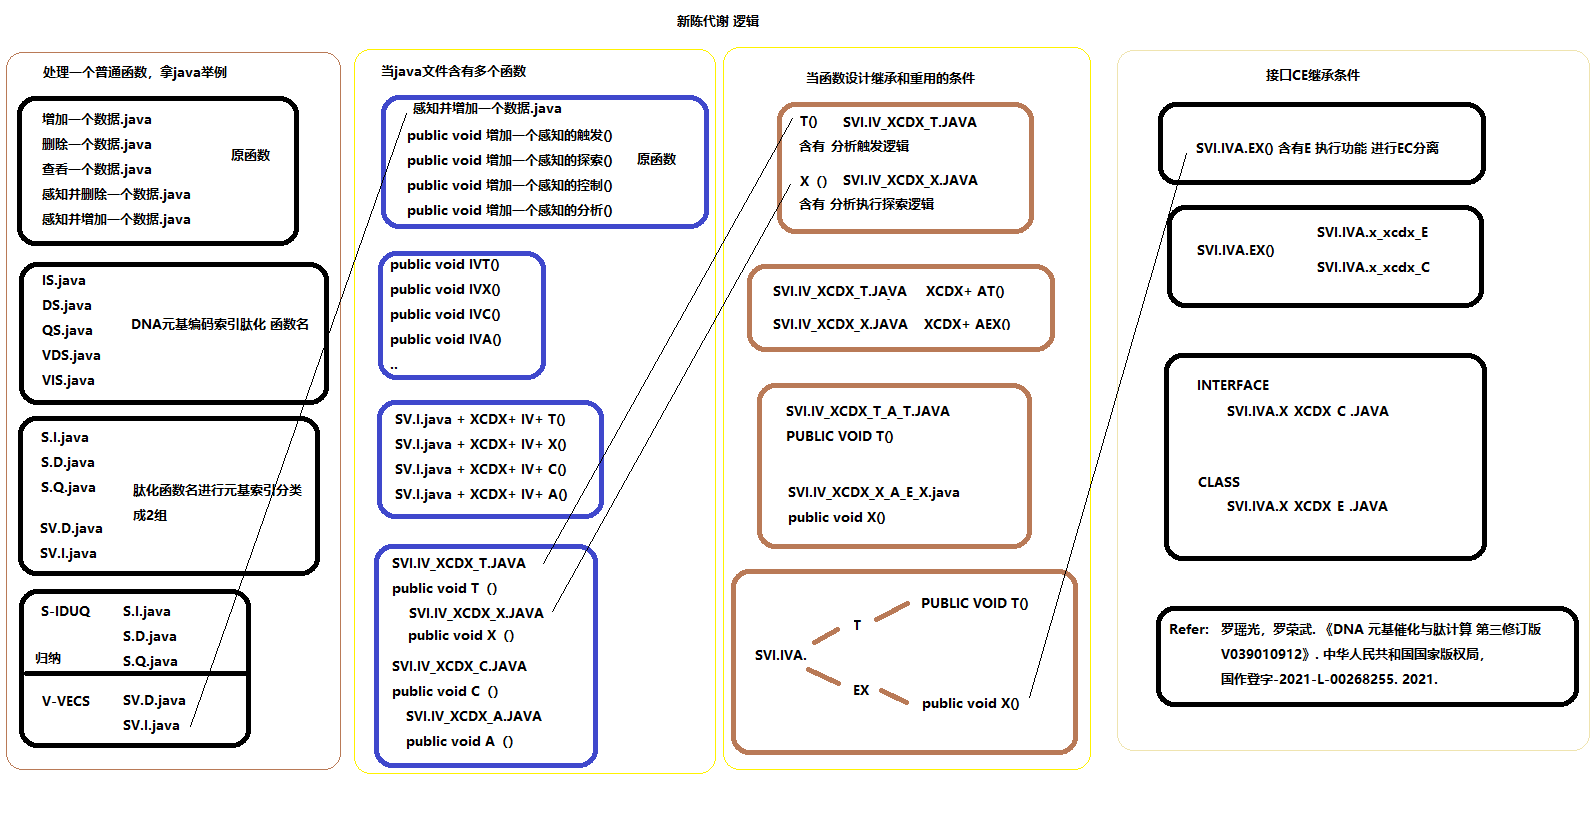 新陈代谢 逻辑
处理一个普通函数，拿java举例
增加一个数据.java
删除一个数据.java
查看一个数据.java
感知并删除一个数据.java
感知并增加一个数据.java
原函数
IS.java
DS.java
QS.java
VDS.java
VIS.java
DNA元基编码索引肽化 函数名
S.I.java
S.D.java
S.Q.java
SV.D.java
SV.I.java
肽化函数名进行元基索引分类
成2组
S-IDUQ
S.I.java
S.D.java
S.Q.java
归纳
V-VECS
SV.D.java
SV.I.java
当java文件含有多个函数
感知并增加一个数据.java
public void 增加一个感知的触发()
public void 增加一个感知的探索()
public void 增加一个感知的控制()
public void 增加一个感知的分析()
原函数
public void IVT()
public void IVX()
public void IVC()
public void IVA()
..
SV.I.java + XCDX+ IV+ T()
SV.I.java + XCDX+ IV+ X()
SV.I.java + XCDX+ IV+ C()
SV.I.java + XCDX+ IV+ A()
SVI.IV_XCDX_T.JAVA
public void T ()
SVI.IV_XCDX_X.JAVA
public void X ()
SVI.IV_XCDX_C.JAVA
public void C ()
SVI.IV_XCDX_A.JAVA
public void A ()
当函数设计继承和重用的条件
T() SVI.IV_XCDX_T.JAVA
含有 分析触发逻辑
X () SVI.IV_XCDX_X.JAVA
含有 分析执行探索逻辑
SVI.IV_XCDX_T.JAVA XCDX+ AT()
SVI.IV_XCDX_X.JAVA XCDX+ AEX()
SVI.IV_XCDX_T_A_T.JAVA
PUBLIC VOID T()
SVI.IV_XCDX_X_A_E_X.java
public void X()
SVI.IVA.
T
PUBLIC VOID T()
EX
public void X()
接口CE继承条件
SVI.IVA.EX() 含有E 执行功能 进行EC分离
SVI.IVA.EX()
SVI.IVA.x_xcdx_E
SVI.IVA.x_xcdx_C
INTERFACE
SVI.IVA.X XCDX C .JAVA
CLASS
SVI.IVA.X XCDX E .JAVA
Refer: 罗瑶光，罗荣武. 《DNA 元基催化与肽计算 第三修订版
V039010912》. 中华人民共和国国家版权局，
国作登字-2021-L-00268255. 2021.